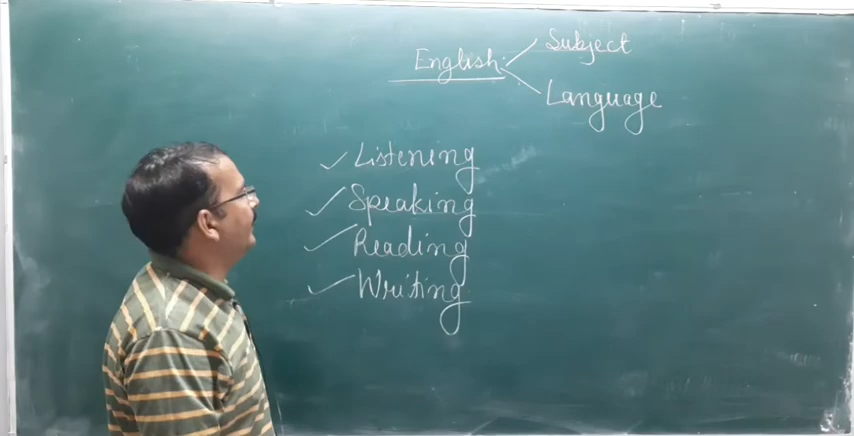 Subject
English:
Language
✓ Listening
✓ Speaking
✓ Reading
✓ Writing